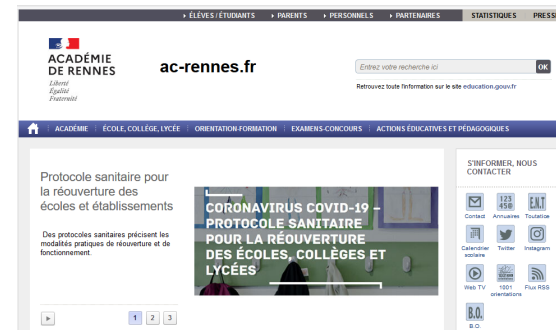 ÉLÈVES / ÉTUDIANTS PARENTS PERSONNELS PARTENAIRES STATISTIQUES PRESSE
ACADÉMIE
DE RENNES
Liberté
Égalité
Fraternité
ac-rennes.fr
Entrez votre recherche ici
OK
Retrouvez toute l'information sur le site education.gouv.fr
ACADÉMIE ÉCOLE, COLLÈGE, LYCÉE ORIENTATION-FORMATION EXAMENS-CONCOURS ACTIONS ÉDUCATIVES ET PÉDAGOGIQUES
Protocole sanitaire pour
la réouverture des
écoles et établissements
Des protocoles sanitaires précisent les
modalités pratiques de réouverture et de
fonctionnement.
1 2 3
CORONAVIRUS COVID-19 –
PROTOCOLE SANITAIRE
POUR LA RÉOUVERTURE
DES ÉCOLES, COLLÈGES ET
LYCÉES
S'INFORMER, NOUS
CONTACTER
123
45@
E.N.T
Contact Annuaires Toutatice
Calendrier
scolaire
Twitter Instagram
Web TV
1001
orientations
Flux RSS
B.O.
B.O.